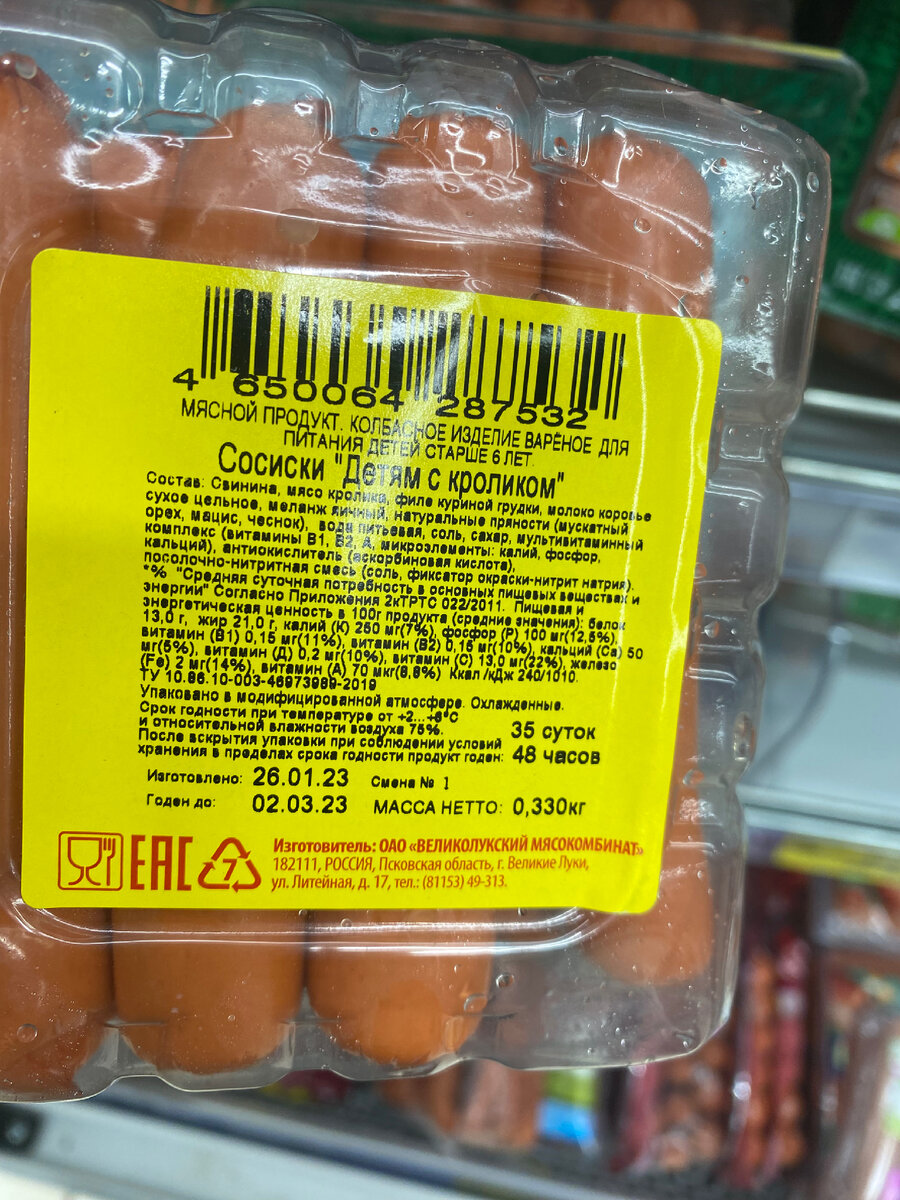 4 650064 287532
МЯСНОЙ ПРОДУКТ. КОЛБАСНОЕ ИЗДЕЛИЕ ВАРЁНОЕ ДЛЯ
ПИТАНИЯ ДЕТЕЙ СТАРШЕ 6 ЛЕТ.
Сосиски "Детям с кроликом"
Состав: Свинина, мясо кролика, филе куриной грудки, молоко коровье
сухое цельное, меланж яичный, натуральные пряности (мускатный
орех, мацис, чеснок), вода питьевая, соль, сахар, мультивитаминный
комплекс (витамины В1, В2, А, микроэлементы: калий, фосфор,
кальций), антиокислитель (аскорбиновая кислота),
посолочно-нитритная смесь (соль, фиксатор окраски-нитрит натрия).
*% "Средняя суточная потребность в основных пищевых веществах и
энергии" Согласно Приложения 2кТРТС 022/2011. Пищевая и
энергетическая ценность в 100г продукта (средние значения): белок
13,0 г, жир 21,0 г, калий (К) 250 мг(7%), фосфор (Р) 100 мг(12,5%),
витамин (В1) 0,15 мг(11%), витамин (В2) 0,16 мг(10%), кальций (Са) 50
мг(5%), витамин (Д) 0,2 мг(10%), витамин (С) 13,0 мг(22%), железо
(Fe) 2 мг(14%), витамин (А) 70 мкг(8,8%) Ккал /кДж 240/1010.
ТУ 10.86.10-003-46973989-2019
Упаковано в модифицированной атмосфере. Охлажденные.
Срок годности при температуре от +2...+6°С
и относительной влажности воздуха 75%. 35 суток
После вскрытия упаковки при соблюдении условий
хранения в пределах срока годности продукт годен: 48 часов
Изготовлено: 26.01.23 Смена № 1
Годен до: 02.03.23 МАССА НЕТТО: 0,330кг
EAC 7
Изготовитель: ОАО «ВЕЛИКОЛУКСКИЙ МЯСОКОМБИНАТ»
182111, РОССИЯ, Псковская область, г. Великие Луки,
ул. Литейная, д. 17, тел.: (81153) 49-313.